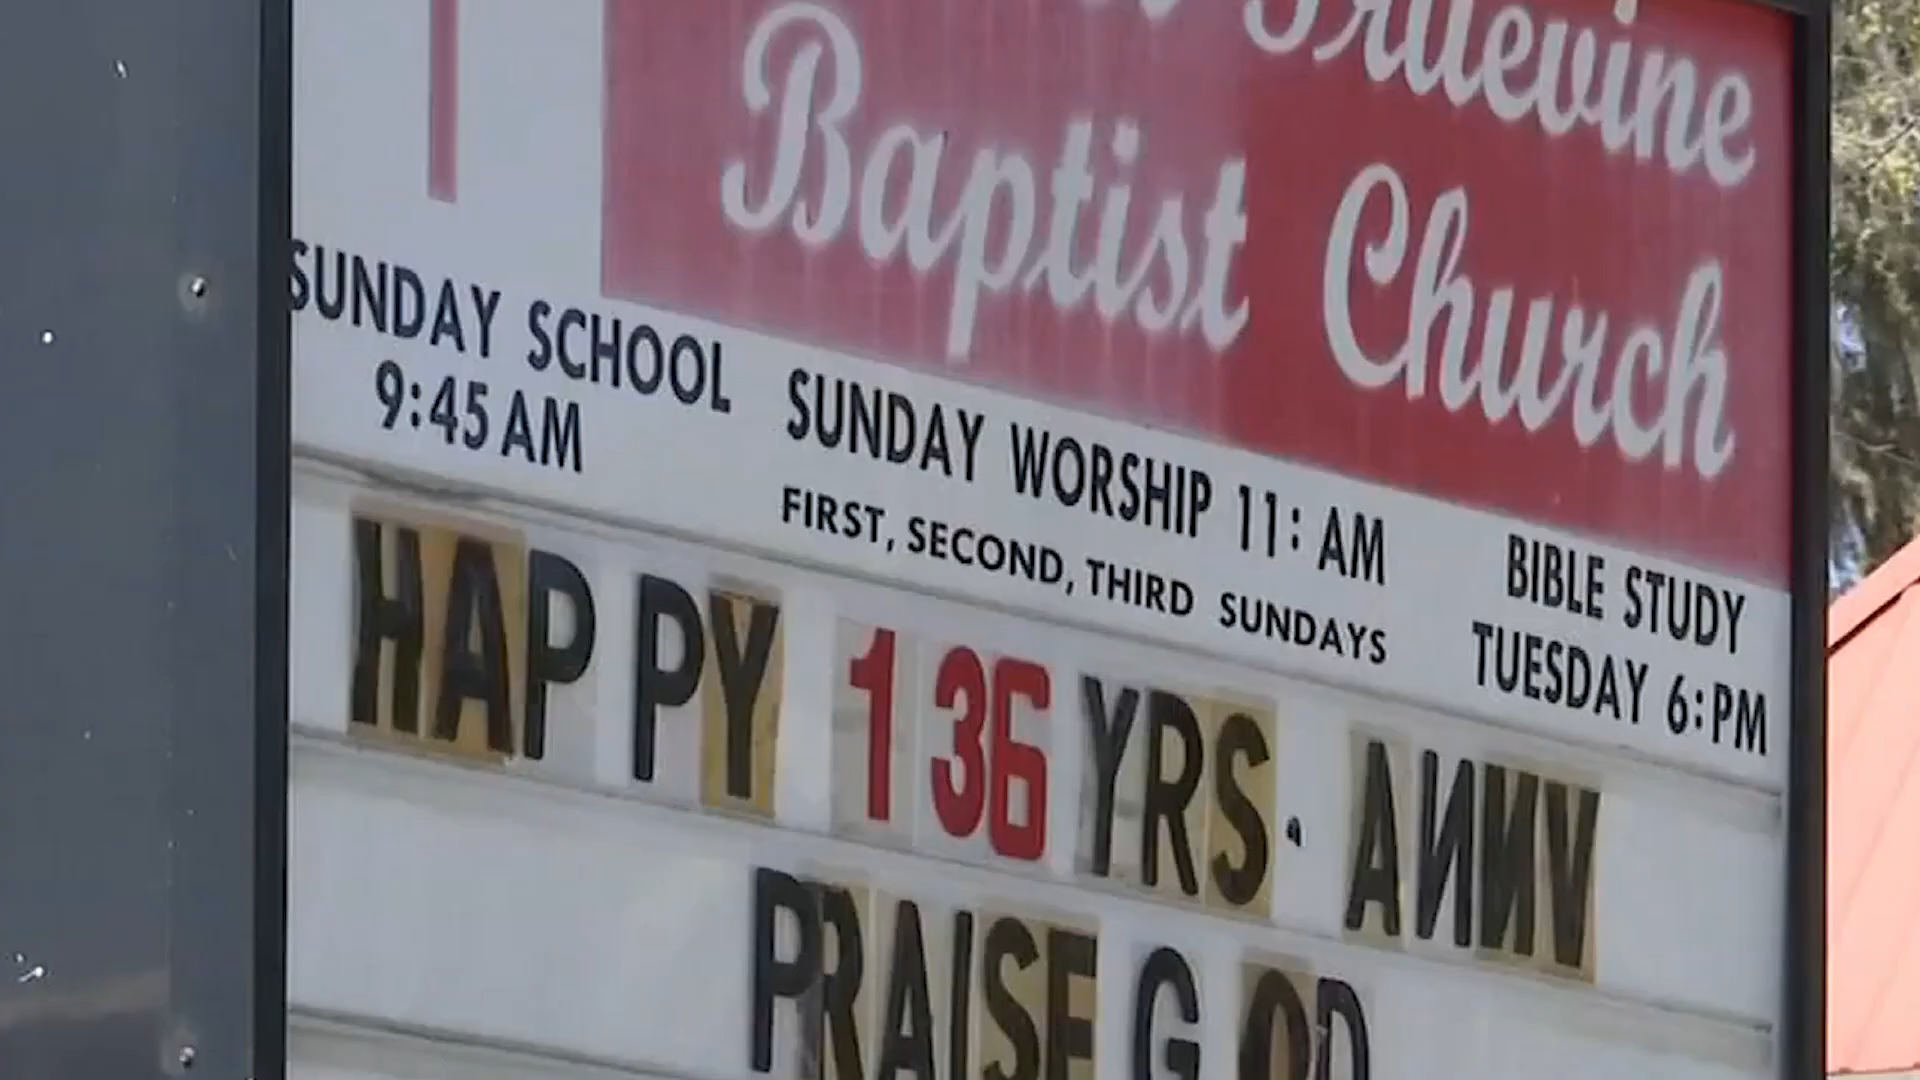 Truevine
Baptist Church
SUNDAY SCHOOL
9:45 AM
SUNDAY WORSHIP 11: AM
FIRST, SECOND, THIRD SUNDAYS
BIBLE STUDY
TUESDAY 6:PM
HAPPY 136 YRS. ANNV
PRAISE GOD